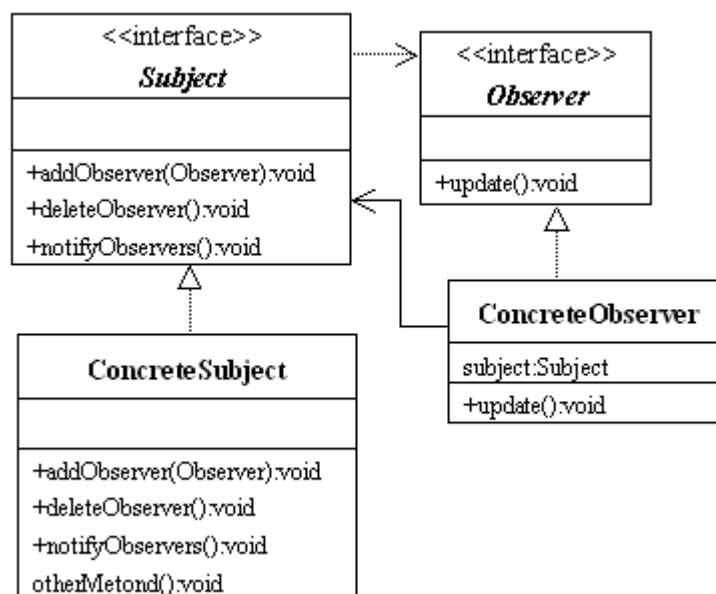 <<interface>>
Subject
+addObserver(Observer):void
+deleteObserver():void
+notifyObservers():void
<<interface>>
Observer
+update():void
ConcreteSubject
+addObserver(Observer):void
+deleteObserver():void
+notifyObservers():void
otherMetond():void
ConcreteObserver
subject:Subject
+update():void